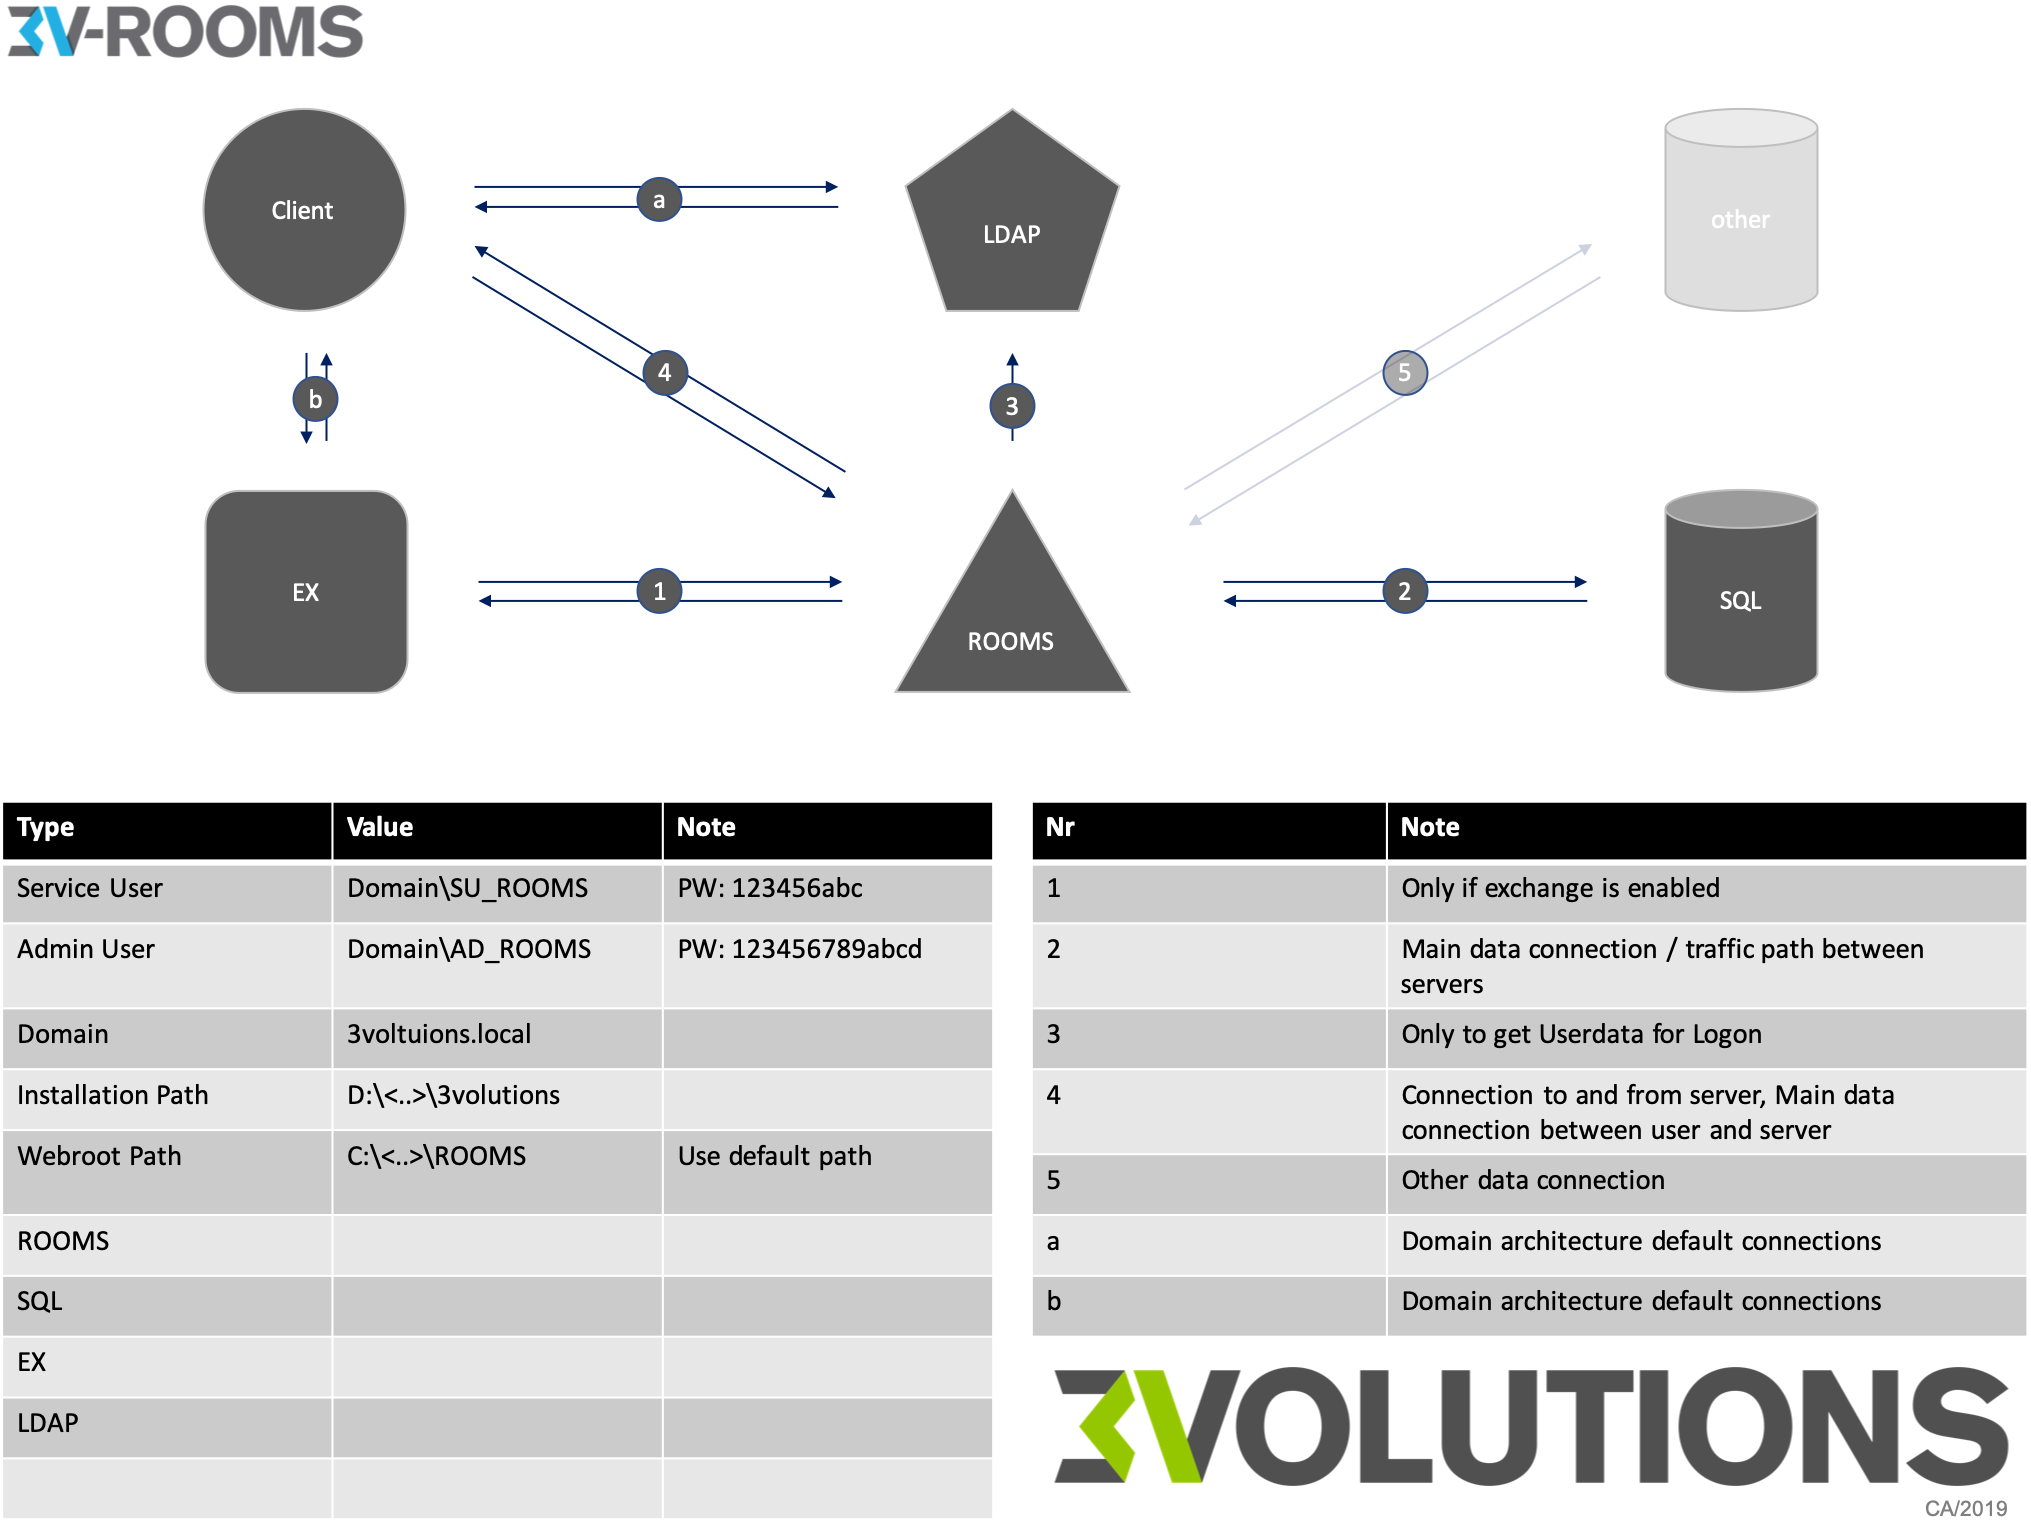 3V-ROOMS
Client
a
LDAP
other
b
4
3
5
EX
1
ROOMS
2
SQL
Type Value Note
Service User Domain\SU_ROOMS PW: 123456abc
Admin User Domain\AD_ROOMS PW: 123456789abcd
Domain 3voltuions.local
Installation Path D:\<..>\3volutions
Webroot Path C:\<..>\ROOMS Use default path
ROOMS
SQL
EX
LDAP
Nr Note
1 Only if exchange is enabled
2 Main data connection / traffic path between
servers
3 Only to get Userdata for Logon
4 Connection to and from server, Main data
connection between user and server
5 Other data connection
a Domain architecture default connections
b Domain architecture default connections
3VOLUTIONS
CA/2019